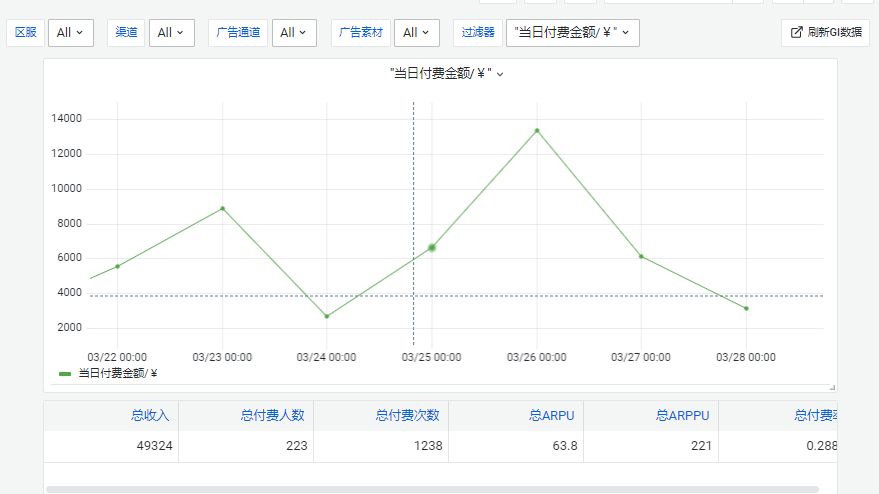 区服 All 渠道 All 广告通道 All 广告素材 All 过滤器 "当日付费金额/￥" 刷新GI数据
"当日付费金额/￥"
14000
12000
10000
8000
6000
4000
2000
03/22 00:00 03/23 00:00 03/24 00:00 03/25 00:00 03/26 00:00 03/27 00:00 03/28 00:00
当日付费金额/￥
总收入 总付费人数 总付费次数 总ARPU 总ARPPU 总付费率
49324 223 1238 63.8 221 0.288